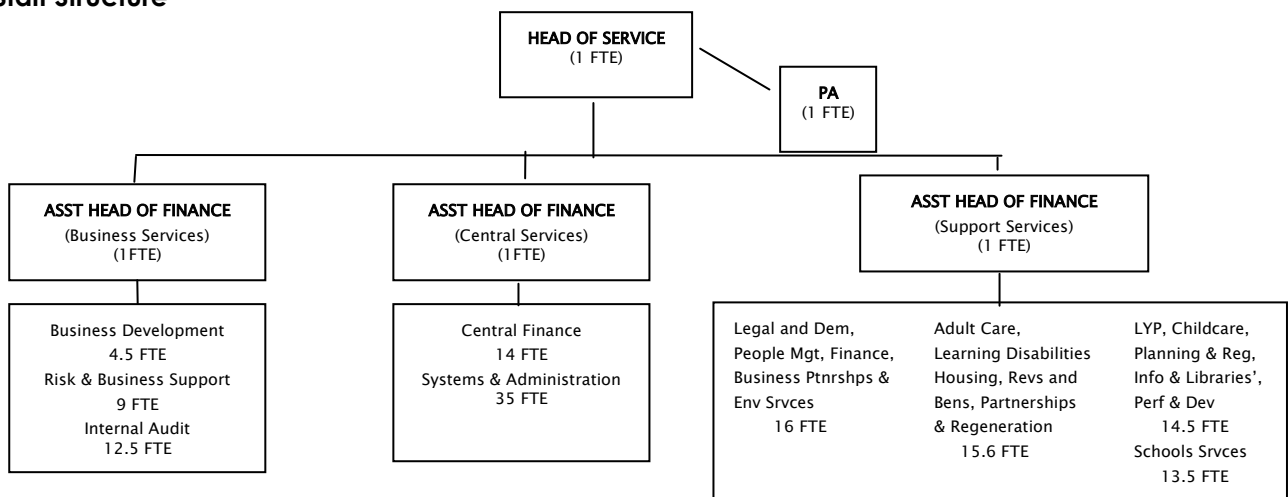 Staff Structure
HEAD OF SERVICE
(1 FTE)
PA
(1 FTE)
ASST HEAD OF FINANCE
(Business Services)
(1FTE)
ASST HEAD OF FINANCE
(Central Services)
(1FTE)
ASST HEAD OF FINANCE
(Support Services)
(1 FTE)
Business Development
4.5 FTE
Risk & Business Support
9 FTE
Internal Audit
12.5 FTE
Central Finance
14 FTE
Systems & Administration
35 FTE
Legal and Dem,
People Mgt, Finance,
Business Ptnrshps &
Env Srvces
16 FTE
Adult Care,
Learning Disabilities
Housing, Revs and
Bens, Partnerships
& Regeneration
15.6 FTE
LYP, Childcare,
Planning & Reg,
Info & Libraries’,
Perf & Dev
14.5 FTE
Schools Srvces
13.5 FTE